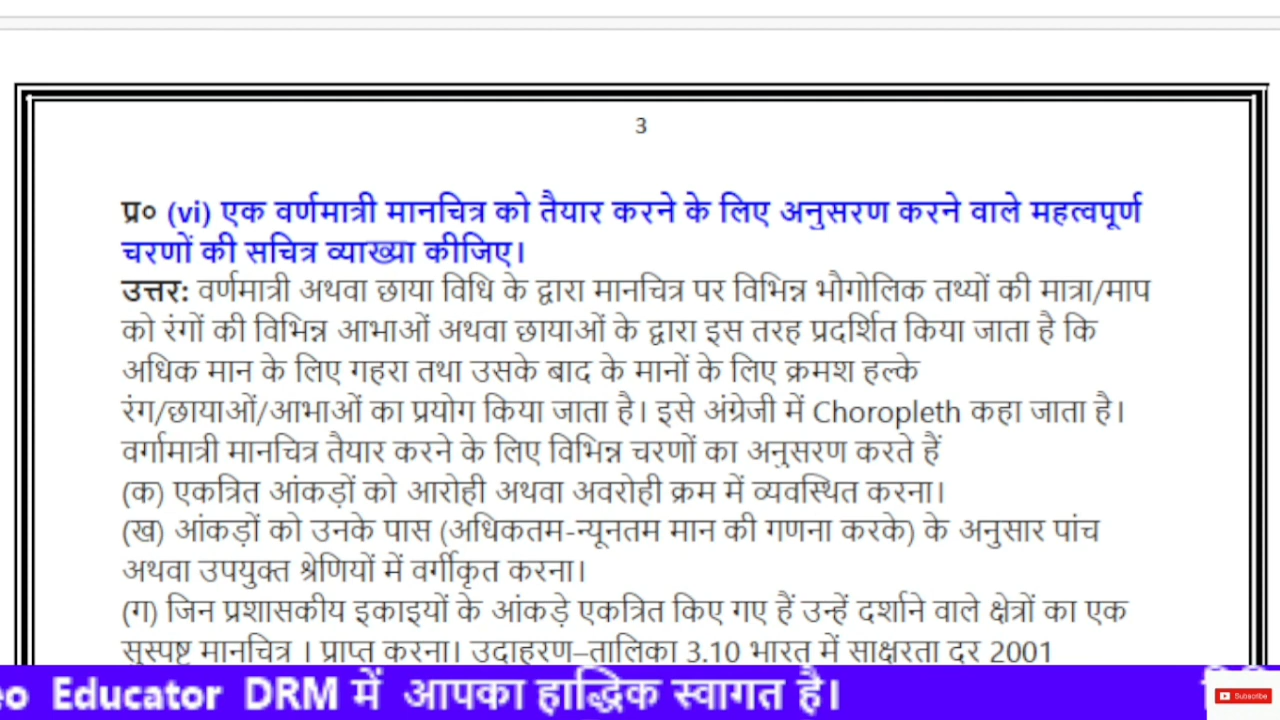 3
प्र० (vi) एक वर्णमात्री मानचित्र को तैयार करने के लिए अनुसरण करने वाले महत्वपूर्ण
चरणों की सचित्र व्याख्या कीजिए।
उत्तर: वर्णमात्री अथवा छाया विधि के द्वारा मानचित्र पर विभिन्न भौगोलिक तथ्यों की मात्रा/माप
को रंगों की विभिन्न आभाओं अथवा छायाओं के द्वारा इस तरह प्रदर्शित किया जाता है कि
अधिक मान के लिए गहरा तथा उसके बाद के मानों के लिए क्रमश हल्के
रंग/छायाओं/आभाओं का प्रयोग किया जाता है। इसे अंग्रेजी में Choropleth कहा जाता है।
वर्गामात्री मानचित्र तैयार करने के लिए विभिन्न चरणों का अनुसरण करते हैं
(क) एकत्रित आंकड़ों को आरोही अथवा अवरोही क्रम में व्यवस्थित करना।
(ख) आंकड़ों को उनके पास (अधिकतम-न्यूनतम मान की गणना करके) के अनुसार पांच
अथवा उपयुक्त श्रेणियों में वर्गीकृत करना।
(ग) जिन प्रशासकीय इकाइयों के आंकड़े एकत्रित किए गए हैं उन्हें दर्शाने वाले क्षेत्रों का एक
सुस्पष्ट मानचित्र । प्राप्त करना। उदाहरण–तालिका 3.10 भारत में साक्षरता दर 2001
eo Educator DRM में आपका हार्द्धिक स्वागत है।
Subscribe